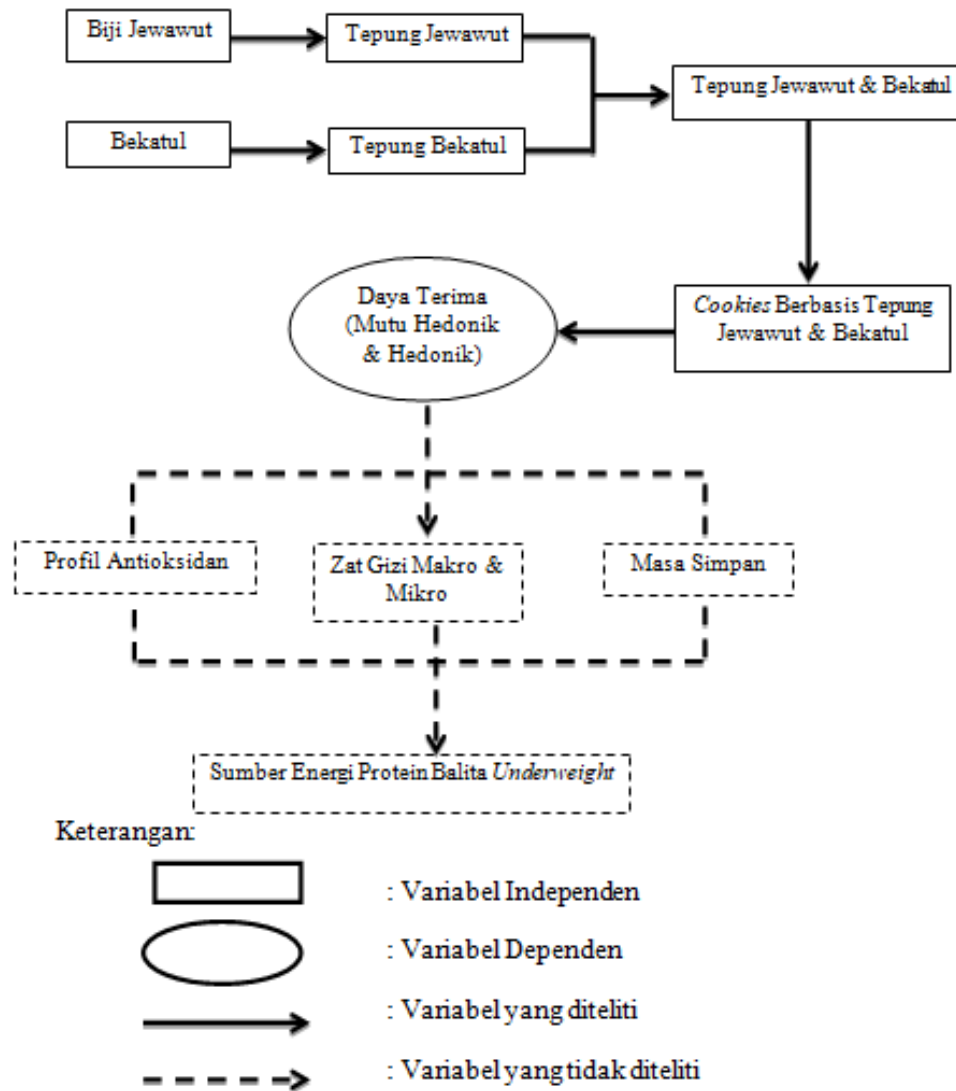 Biji Jewawut
Tepung Jewawut
Tepung Jewawut & Bekatul
Bekatul
Tepung Bekatul
Daya Terima
(Mutu Hedonik
& Hedonik)
Cookies Berbasis Tepung
Jewawut & Bekatul
Profil Antioksidan
Zat Gizi Makro &
Mikro
Masa Simpan
Sumber Energi Protein Balita Underweight
Keterangan:
: Variabel Independen
: Variabel Dependen
: Variabel yang diteliti
: Variabel yang tidak diteliti